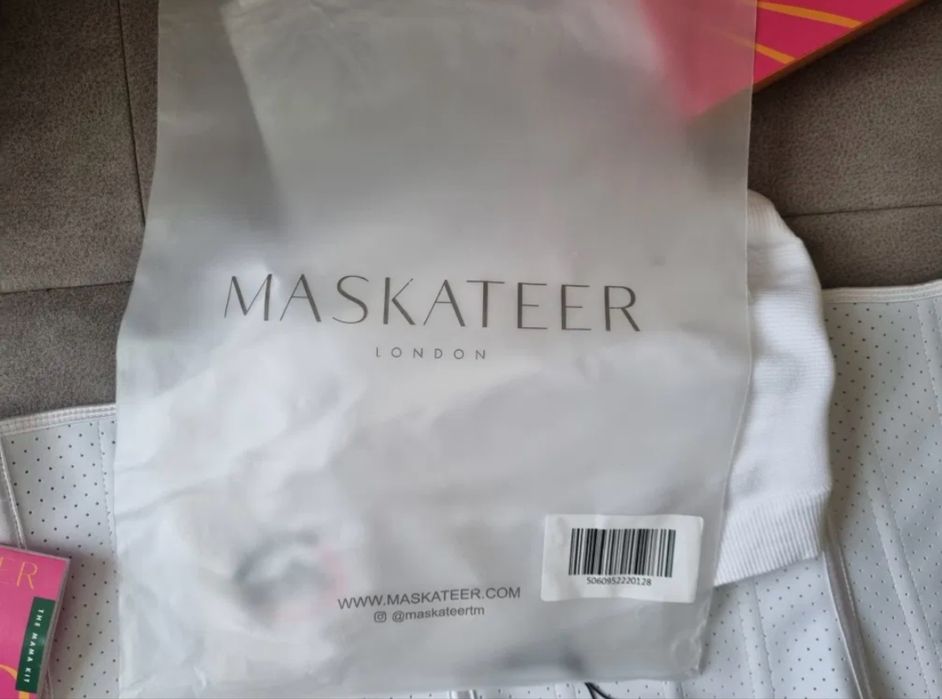 MASKATEER
LONDON
5060952220128
WWW.MASKATEER.COM
@maskateertm
ER
THE MAMA KIT